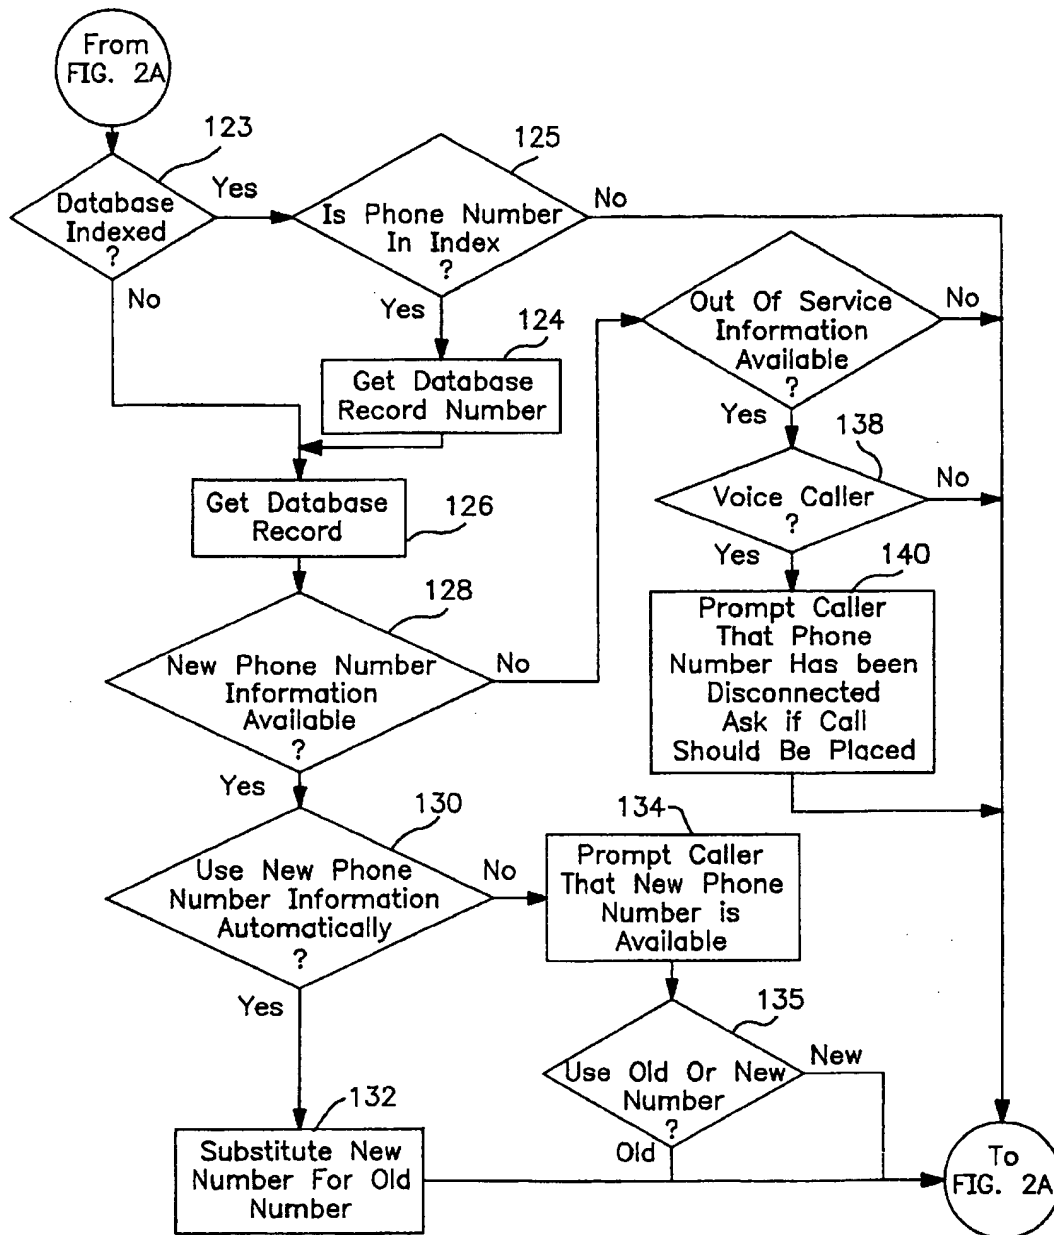 From
FIG. 2A
123
125
Database
Indexed
?
Yes
No
Is Phone Number
In Index
?
No
Yes
124
Get Database
Record Number
Get Database
Record
126
Out Of Service
Information
Available
?
No
Yes
138
Voice Caller
?
No
Yes
140
Prompt Caller
That Phone
Number Has been
Disconnected
Ask if Call
Should Be Placed
128
New Phone Number
Information
Available
?
No
Yes
130
Use New Phone
Number Information
Automatically
?
No
Yes
134
Prompt Caller
That New Phone
Number is
Available
135
Use Old Or New
Number
?
New
Old
132
Substitute New
Number For Old
Number
To
FIG. 2A